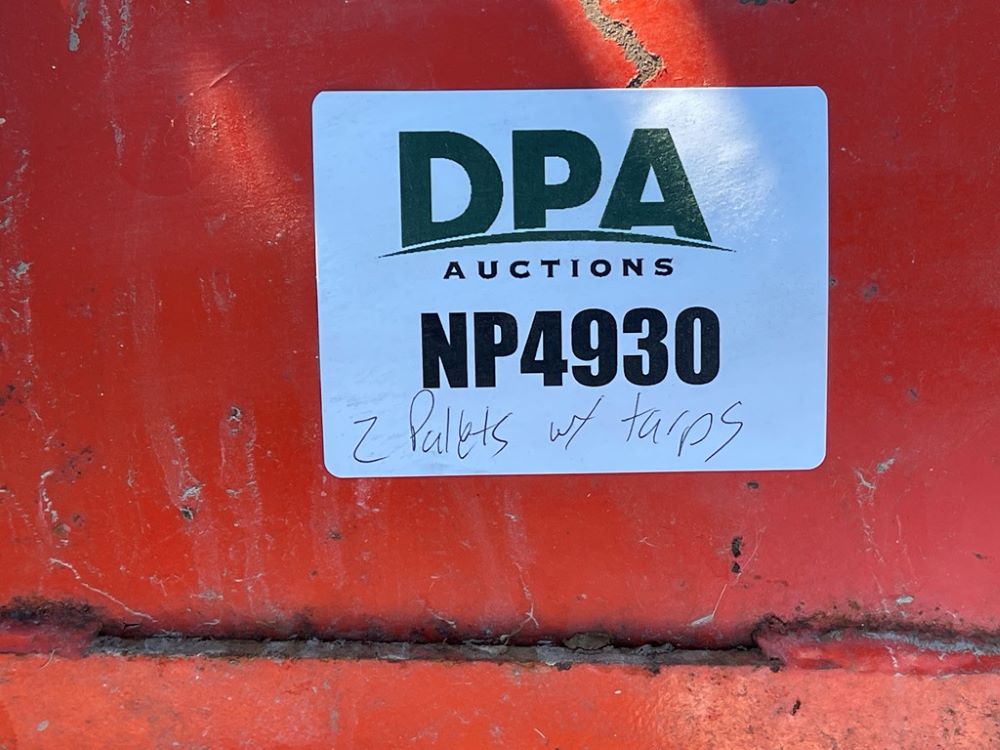 DPA
AUCTIONS
NP4930
2 Pallets w/ tarps